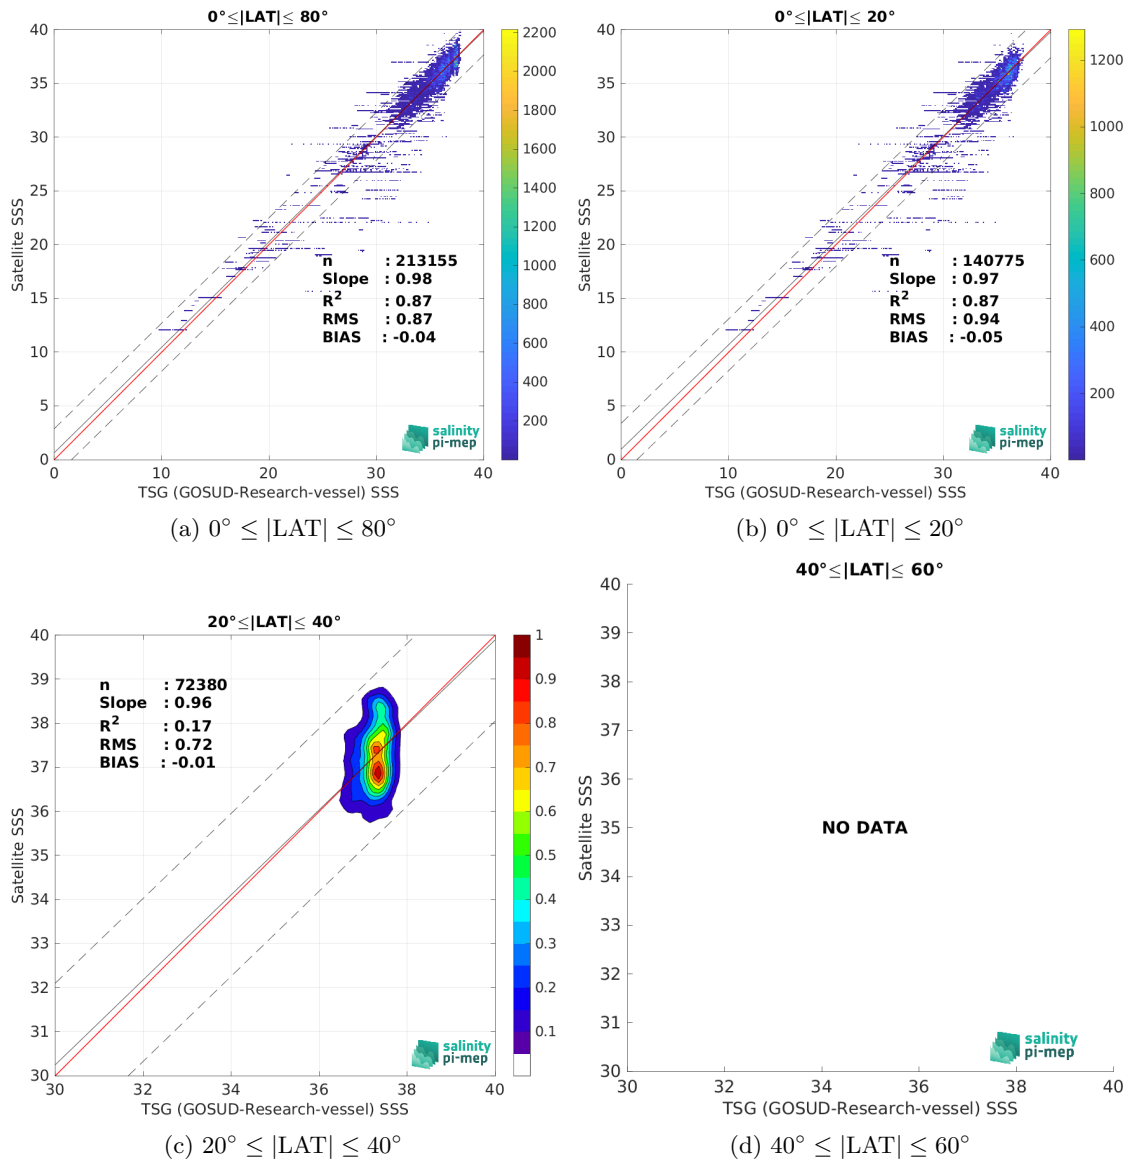 0°≤|LAT|≤ 80°
Satellite SSS
40
35
30
25
20
15
10
5
0
0 10 20 30 40
TSG (GOSUD-Research-vessel) SSS
n : 213155
Slope : 0.98
R² : 0.87
RMS : 0.87
BIAS : -0.04
salinity
pi-mep
2200
2000
1800
1600
1400
1200
1000
800
600
400
200
(a) 0° ≤ |LAT| ≤ 80°
0°≤|LAT|≤ 20°
Satellite SSS
40
35
30
25
20
15
10
5
0
0 10 20 30 40
TSG (GOSUD-Research-vessel) SSS
n : 140775
Slope : 0.97
R² : 0.87
RMS : 0.94
BIAS : -0.05
salinity
pi-mep
1200
1000
800
600
400
200
(b) 0° ≤ |LAT| ≤ 20°
20°≤|LAT|≤ 40°
Satellite SSS
40
39
38
37
36
35
34
33
32
31
30
30 32 34 36 38 40
TSG (GOSUD-Research-vessel) SSS
n : 72380
Slope : 0.96
R² : 0.17
RMS : 0.72
BIAS : -0.01
salinity
pi-mep
1
0.9
0.8
0.7
0.6
0.5
0.4
0.3
0.2
0.1
(c) 20° ≤ |LAT| ≤ 40°
40°≤|LAT|≤ 60°
Satellite SSS
40
39
38
37
36
35
34
33
32
31
30
30 32 34 36 38 40
TSG (GOSUD-Research-vessel) SSS
NO DATA
salinity
pi-mep
(d) 40° ≤ |LAT| ≤ 60°